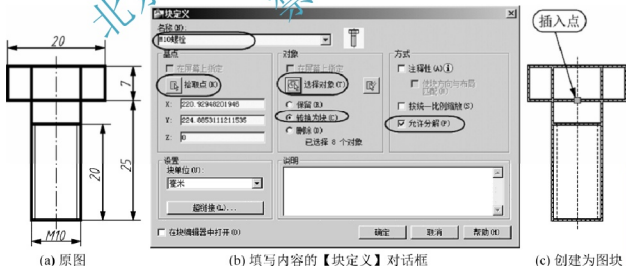 20
7
25
20
M10
(a) 原图
块定义
名称(N):
M10螺栓
基点
在屏幕上指定
拾取点(K)
X: 220.92948201946
Y: 224.8853111211535
Z: 0
对象
在屏幕上指定
选择对象(T)
保留(R)
转换为块(C)
删除(D)
已选择 8 个对象
方式
注释性(A)
使块方向与布局匹配(M)
按统一比例缩放(S)
允许分解(P)
设置
块单位(U):
毫米
超链接(L)...
说明
在块编辑器中打开(O)
确定
取消
帮助(H)
(b) 填写内容的【块定义】对话框
插入点
(c) 创建为图块